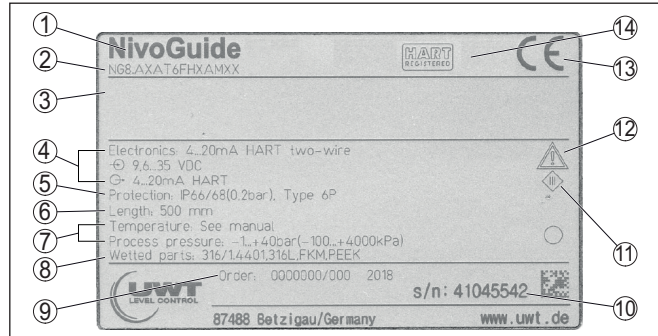 1 NivoGuide
2 NG8.AXAT6FHXAMXX
HART
REGISTERED
14
CE
13
3
4 Electronics: 4...20mA HART two-wire
9,6...35 VDC
4...20mA HART
12
5 Protection: IP66/68(0.2bar), Type 6P
11
6 Length: 500 mm
7 Temperature: See manual
Process pressure: -1...+40bar(-100...+4000kPa)
8 Wetted parts: 316/1.4401,316L,FKM,PEEK
9 Order: 0000000/000 2018
UWT
LEVEL CONTROL
s/n: 41045542 10
87488 Betzigau/Germany www.uwt.de